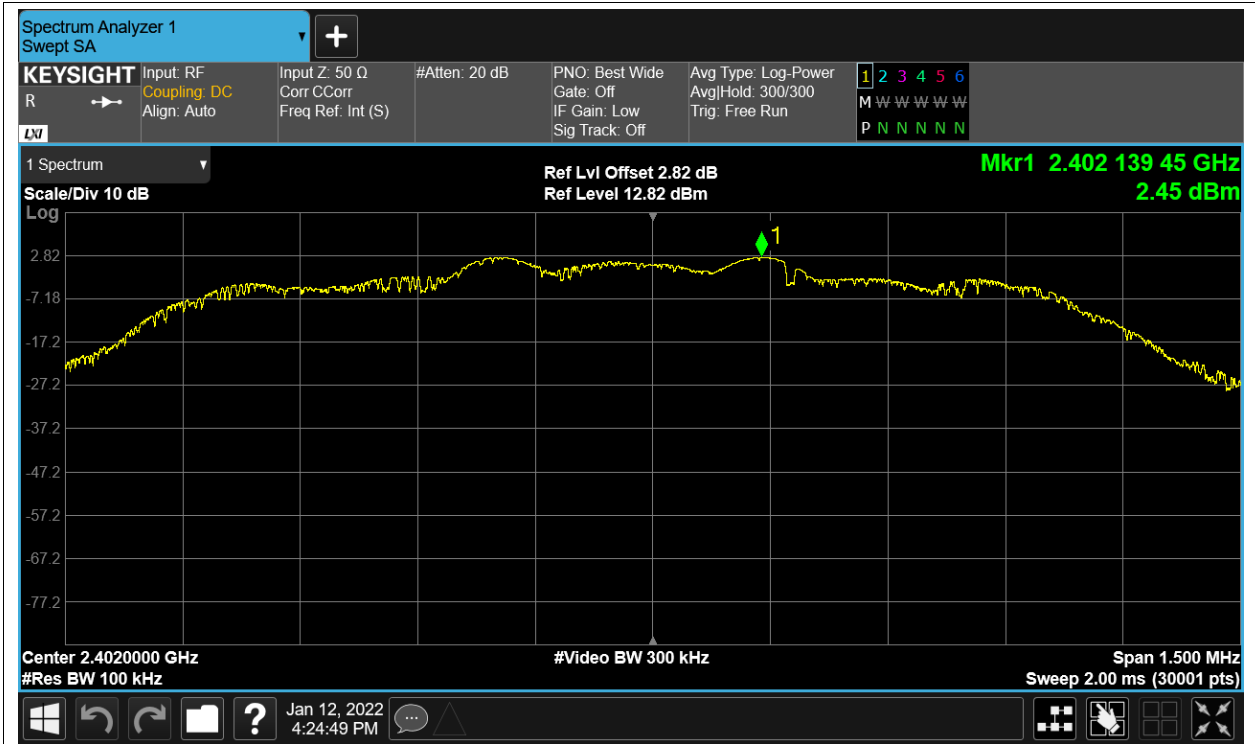 Spectrum Analyzer 1
Swept SA
KEYSIGHT
R
LXI
Input: RF
Coupling: DC
Align: Auto
Input Z: 50 Ω
Corr CCorr
Freq Ref: Int (S)
#Atten: 20 dB
PNO: Best Wide
Gate: Off
IF Gain: Low
Sig Track: Off
Avg Type: Log-Power
Avg|Hold: 300/300
Trig: Free Run
1 2 3 4 5 6
M W W W W W
P N N N N N
1 Spectrum
Scale/Div 10 dB
Log
Ref Lvl Offset 2.82 dB
Ref Level 12.82 dBm
Mkr1 2.402 139 45 GHz
2.45 dBm
1
2.82
-7.18
-17.2
-27.2
-37.2
-47.2
-57.2
-67.2
-77.2
Center 2.4020000 GHz
#Res BW 100 kHz
#Video BW 300 kHz
Span 1.500 MHz
Sweep 2.00 ms (30001 pts)
?
Jan 12, 2022
4:24:49 PM